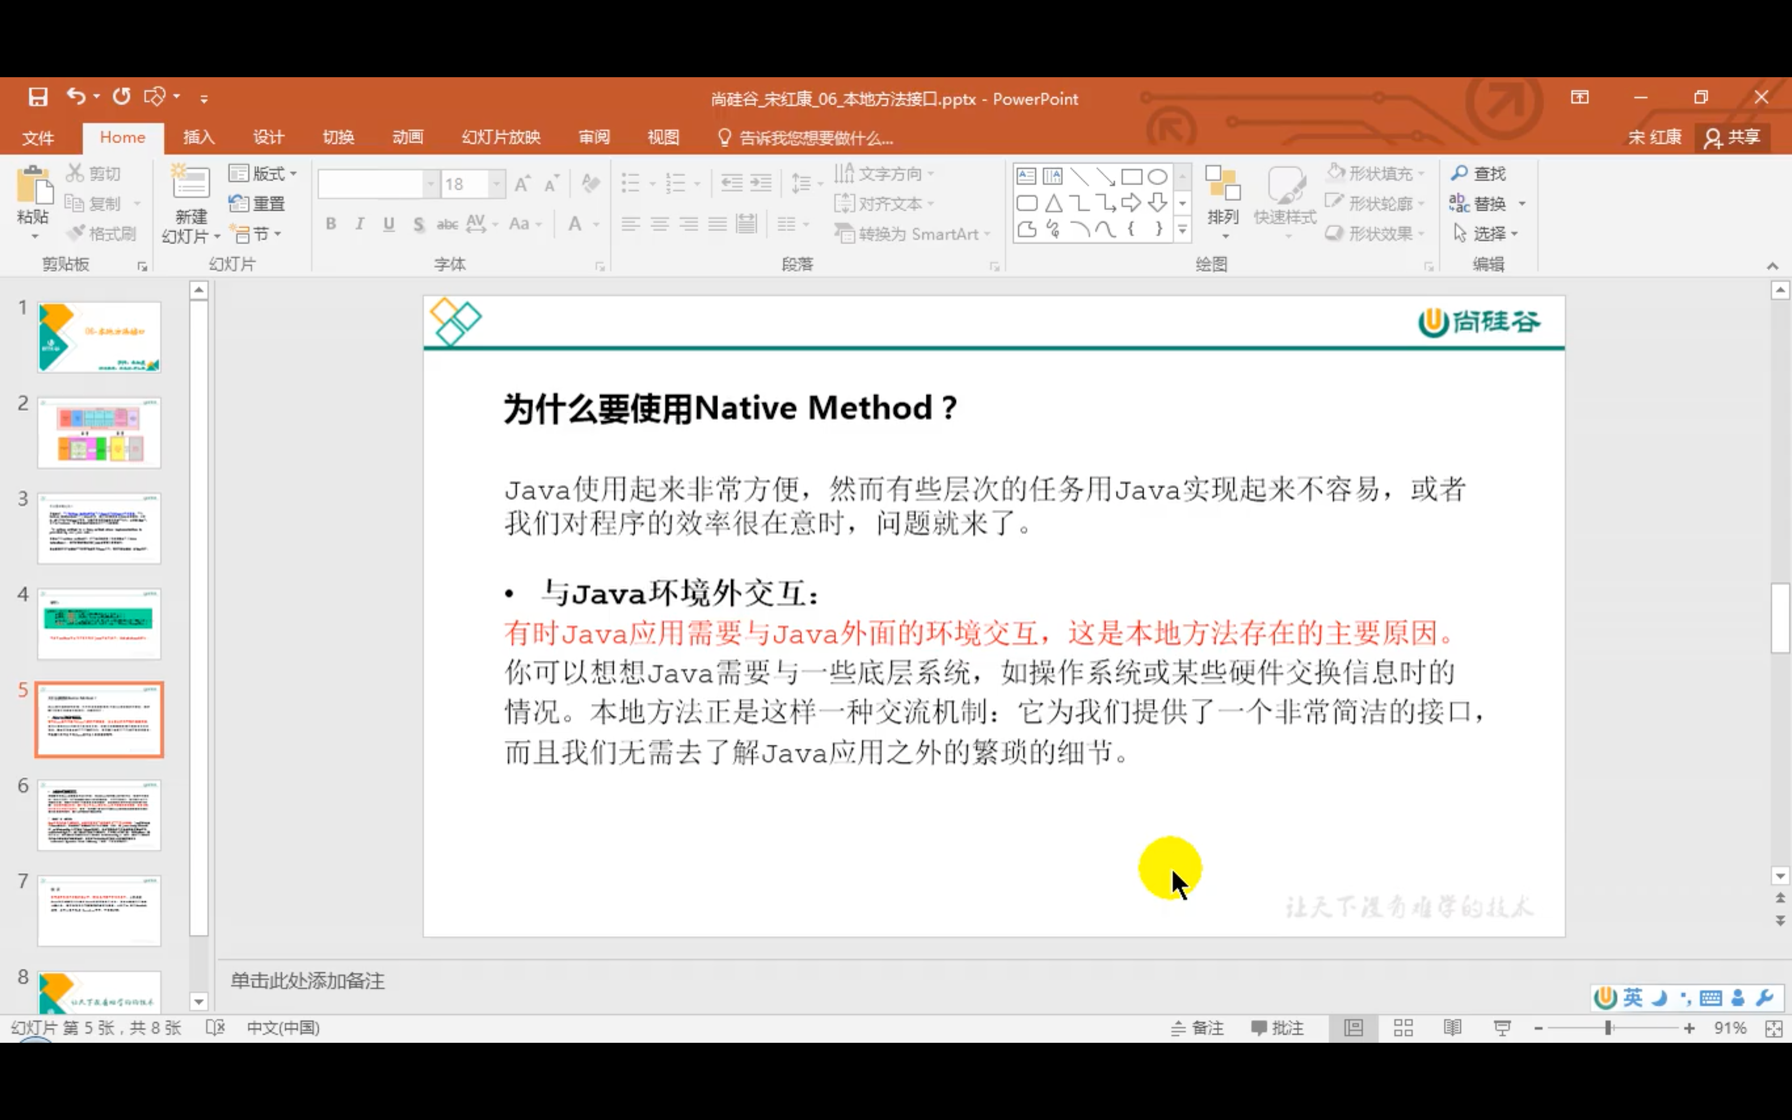 尚硅谷_宋红康_06_本地方法接口.pptx - PowerPoint
文件 Home 插入 设计 切换 动画 幻灯片放映 审阅 视图 告诉我您想要做什么... 宋 红康 共享
粘贴 剪切 复制 格式刷
剪贴板
新建幻灯片 版式 重置 节
幻灯片
18
B I U S abc AV Aa A
字体
文字方向
对齐文本
转换为 SmartArt
段落
排列 快速样式 形状填充 形状轮廓 形状效果
绘图
查找
替换
选择
编辑
1
2
3
4
5
6
7
8
尚硅谷
为什么要使用Native Method？
Java使用起来非常方便，然而有些层次的任务用Java实现起来不容易，或者
我们对程序的效率很在意时，问题就来了。
• 与Java环境外交互：
有时Java应用需要与Java外面的环境交互，这是本地方法存在的主要原因。
你可以想想Java需要与一些底层系统，如操作系统或某些硬件交换信息时的
情况。本地方法正是这样一种交流机制：它为我们提供了一个非常简洁的接口，
而且我们无需去了解Java应用之外的繁琐的细节。
让天下没有难学的技术
单击此处添加备注
英
幻灯片 第 5 张，共 8 张 中文(中国) 备注 批注 91%